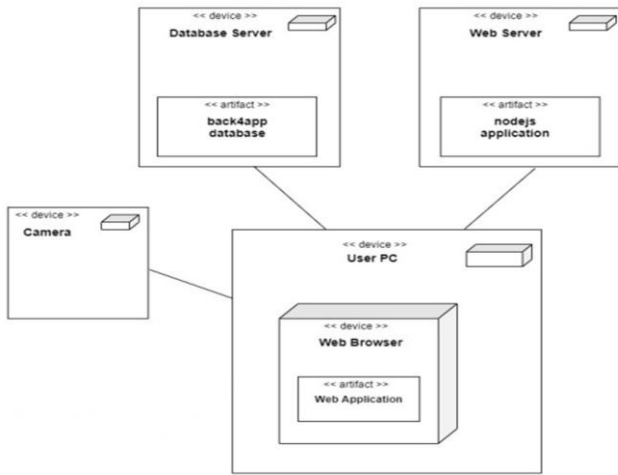 << device >>
Database Server
<< artifact >>
back4app
database
<< device >>
Web Server
<< artifact >>
nodejs
application
<< device >>
Camera
<< device >>
User PC
<< device >>
Web Browser
<< artifact >>
Web Application